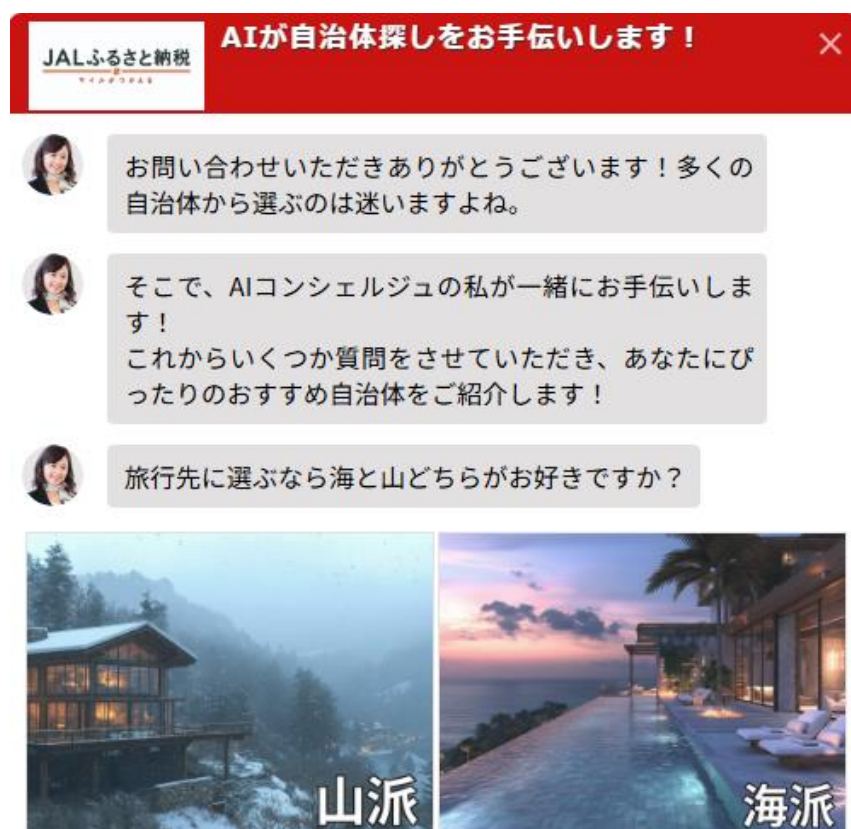 AIが自治体探しをお手伝いします！
JALふるさと納税
マイルがつかえる
お問い合わせいただきありがとうございます！多くの
自治体から選ぶのは迷いますよね。
そこで、AIコンシェルジュの私が一緒にお手伝いしま
す！
これからいくつか質問をさせていただき、あなたにぴ
ったりのおすすめ自治体をご紹介します！
旅行先に選ぶなら海と山どちらがお好きですか？
山派
海派